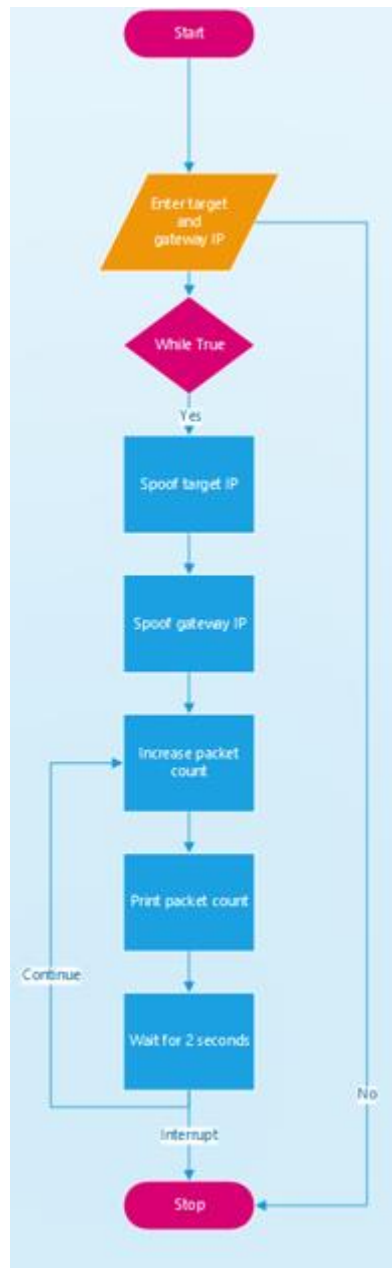 Start
Enter target
and
gateway IP
While True
Yes
Spoof target IP
Spoof gateway IP
Increase packet
count
Print packet count
Continue
Wait for 2 seconds
No
Interrupt
Stop